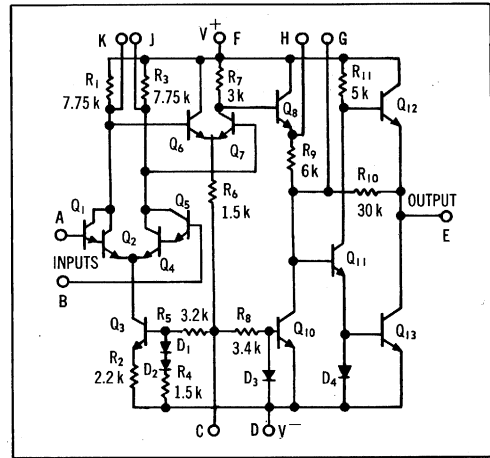 K J V+ F H G
R1 7.75 k
R3 7.75 k
R7 3 k
Q8
R11 5 k
Q12
Q6
Q7
R9 6 k
R10 30 k
R6 1.5 k
Q1
Q5
A
Q2
Q4
OUTPUT
E
INPUTS
B
Q11
Q3
R5 3.2 k
R8 3.4 k
Q10
Q13
R2 2.2 k
D1
D2
R4 1.5 k
D3
D4
C D V−